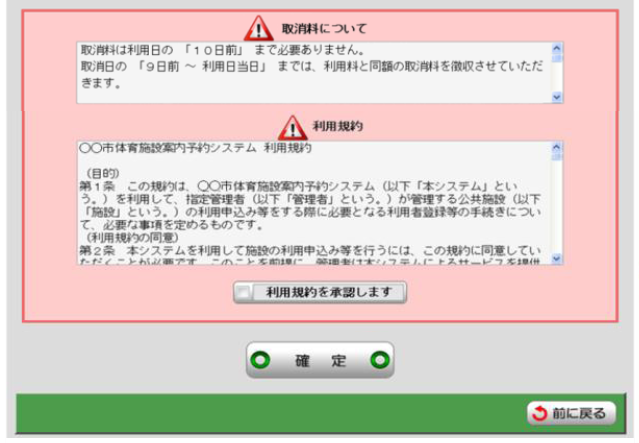 取消料について
取消料は利用日の 「１０日前」 まで必要ありません。
取消日の 「９日前 ～ 利用日当日」 までは、利用料と同額の取消料を徴収させていただ
きます。
利用規約
〇〇市体育施設案内予約システム 利用規約
（目的）
第１条　この規約は、〇〇市体育施設案内予約システム（以下「本システム」とい
う。）を利用して、指定管理者（以下「管理者」という。）が管理する公共施設（以下
「施設」という。）の利用申込み等をする際に必要となる利用者登録等の手続きについ
て、必要な事項を定めるものです。
（利用規約の同意）
第２条　本システムを利用して施設の利用申込み等を行うには、この規約に同意してい
ただくことが必要です。このことを前提に、管理者は本システムによるサービスを提供
利用規約を承認します
確　定
前に戻る